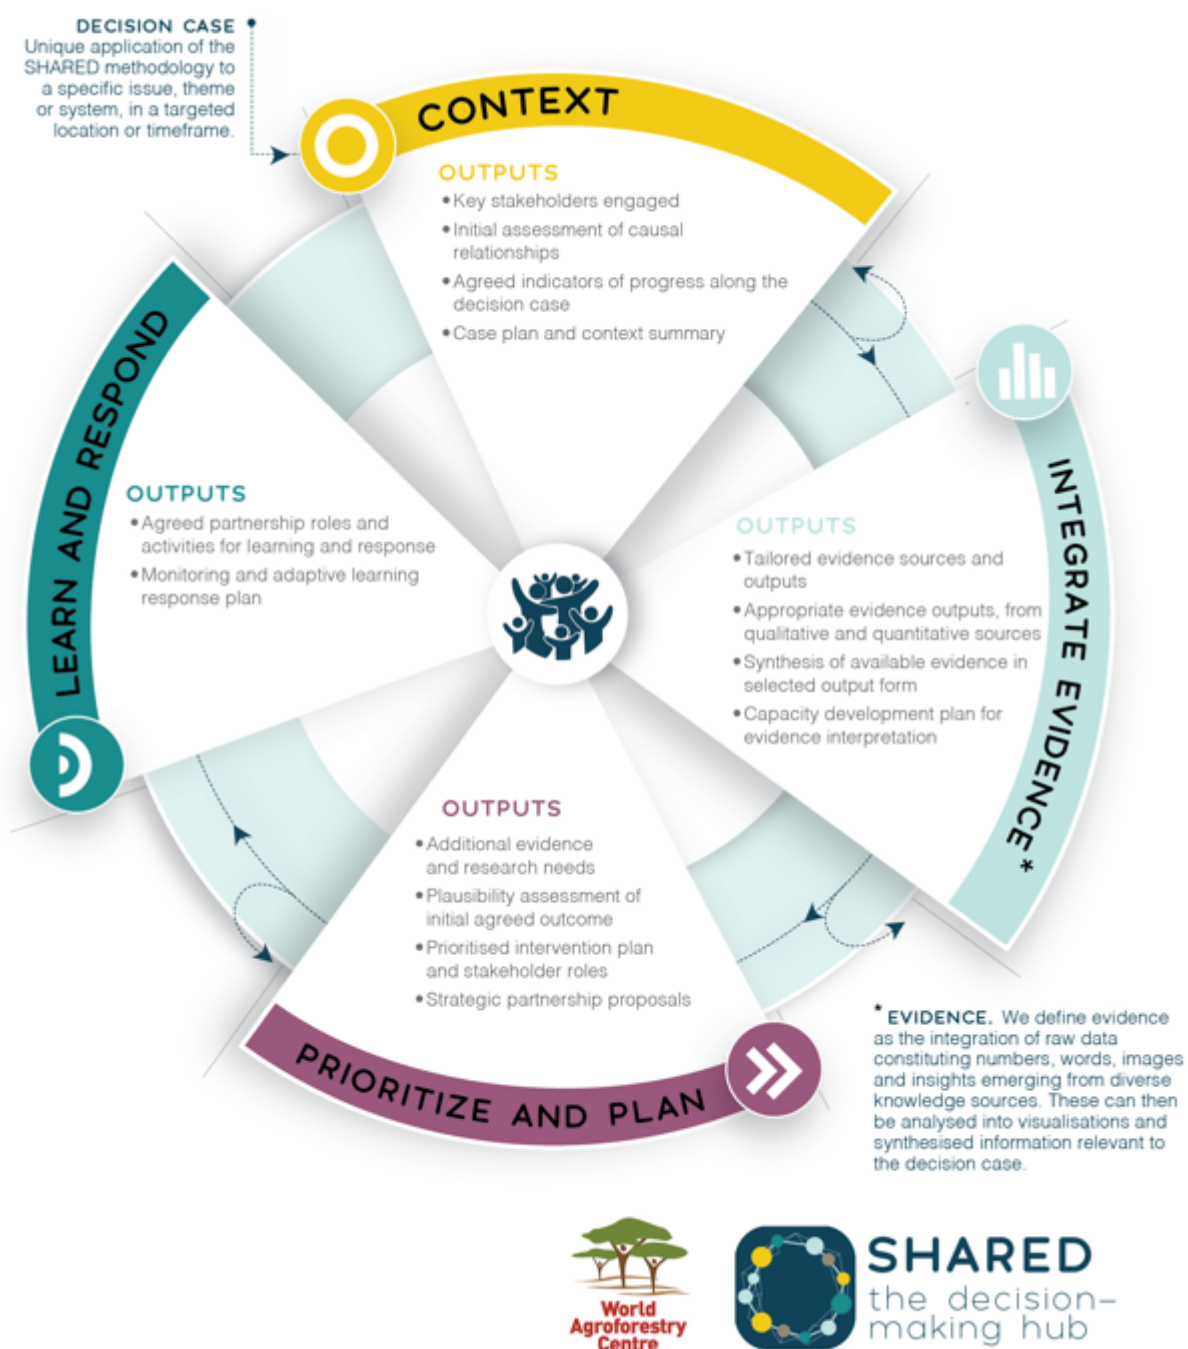 DECISION CASE
Unique application of the
SHARED methodology to
a specific issue, theme
or system, in a targeted
location or timeframe.
CONTEXT
OUTPUTS
• Key stakeholders engaged
• Initial assessment of causal
relationships
• Agreed indicators of progress along the
decision case
• Case plan and context summary
INTEGRATE EVIDENCE*
OUTPUTS
• Tailored evidence sources and
outputs
• Appropriate evidence outputs, from
qualitative and quantitative sources
• Synthesis of available evidence in
selected output form
• Capacity development plan for
evidence interpretation
PRIORITIZE AND PLAN
OUTPUTS
• Additional evidence
and research needs
• Plausibility assessment of
initial agreed outcome
• Prioritised intervention plan
and stakeholder roles
• Strategic partnership proposals
LEARN AND RESPOND
OUTPUTS
• Agreed partnership roles and
activities for learning and response
• Monitoring and adaptive learning
response plan
* EVIDENCE. We define evidence
as the integration of raw data
constituting numbers, words, images
and insights emerging from diverse
knowledge sources. These can then
be analysed into visualisations and
synthesised information relevant to
the decision case.
World
Agroforestry
Centre
SHARED
the decision–
making hub